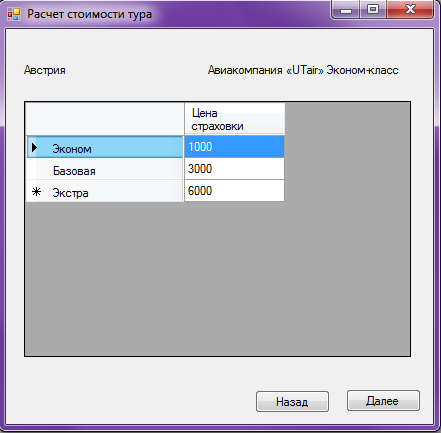 Расчет стоимости тура
Австрия Авиакомпания «UTair» Эконом-класс
Цена
страховки
Эконом 1000
Базовая 3000
Экстра 6000
Назад Далее